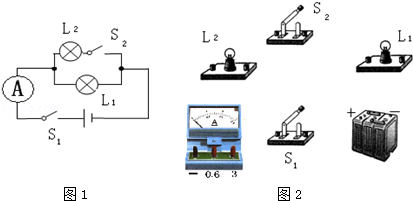 L₂
S₂
A
L₁
S₁
图1
S₂
L₂
L₁
A
+ −
− 0.6 3
S₁
图2